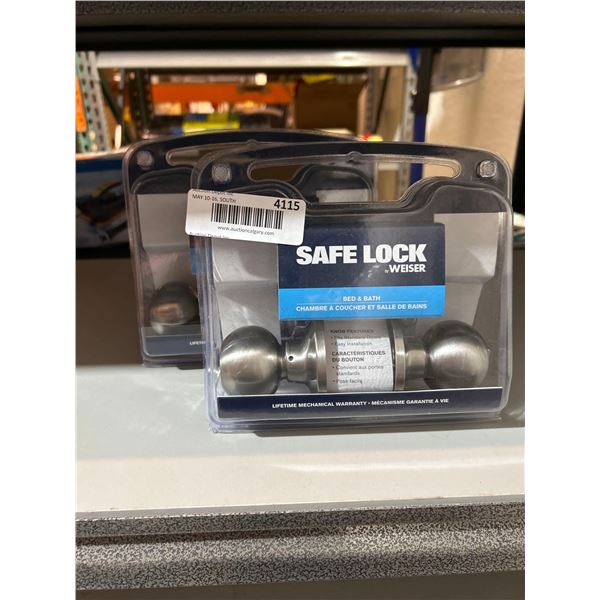 MAY 10-16, SOUTH
4115
www.auctioncalgary.com
SAFE LOCK
by WEISER
BED & BATH
CHAMBRE À COUCHER ET SALLE DE BAINS
KNOB FEATURES
• Easy Installation
CARACTÉRISTIQUES
DU BOUTON
• Convient aux portes
standards
• Pose facile
LIFETIME MECHANICAL WARRANTY • MÉCANISME GARANTIE À VIE